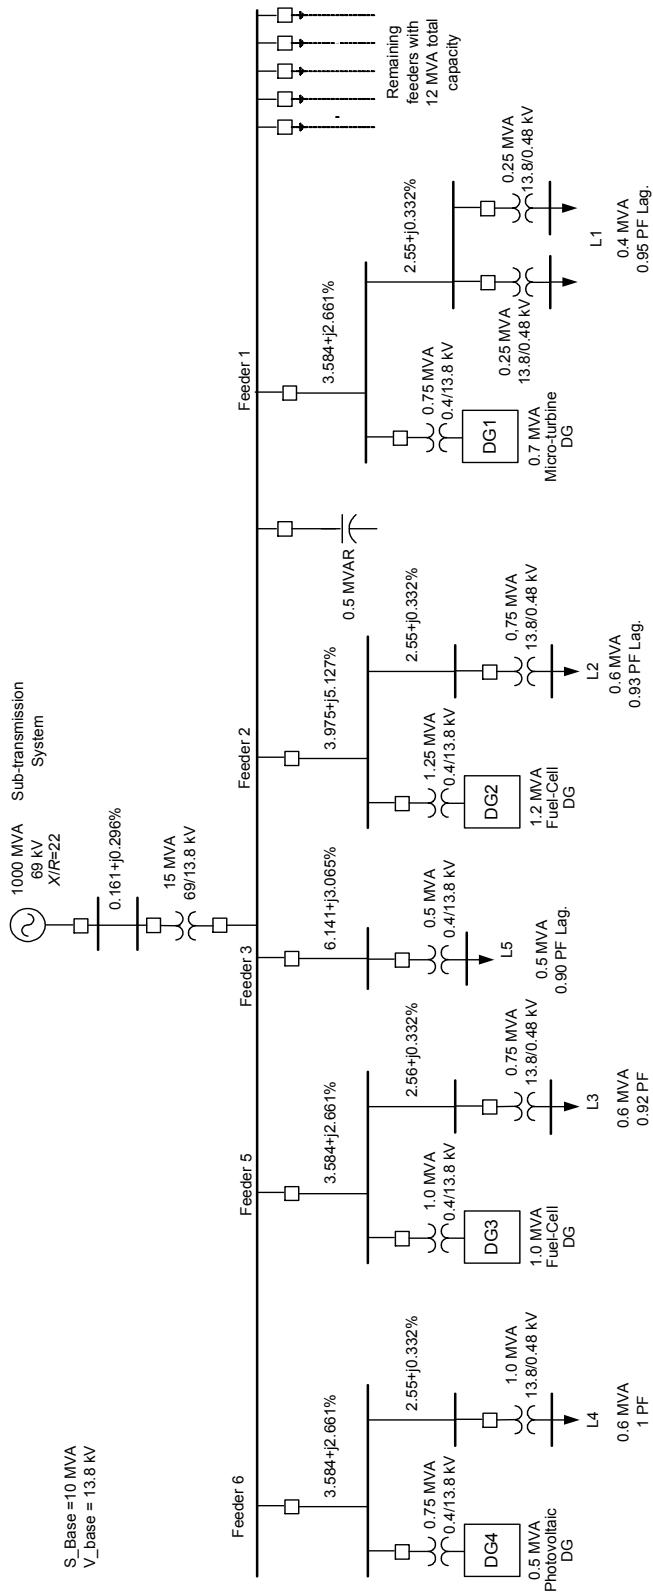 S_Base =10 MVA
V_base = 13.8 kV
1000 MVA
69 kV
X/R=22
Sub-transmission
System
0.161+j0.296%
15 MVA
69/13.8 kV
Feeder 6
3.584+j2.661%
0.75 MVA
0.4/13.8 kV
DG4
0.5 MVA
Photovoltaic
DG
2.55+j0.332%
1.0 MVA
13.8/0.48 kV
L4
0.6 MVA
1 PF
Feeder 5
3.584+j2.661%
1.0 MVA
0.4/13.8 kV
DG3
1.0 MVA
Fuel-Cell
DG
2.56+j0.332%
0.75 MVA
13.8/0.48 kV
L3
0.6 MVA
0.92 PF
Feeder 3
6.141+j3.065%
0.5 MVA
0.4/13.8 kV
L5
0.5 MVA
0.90 PF Lag.
Feeder 2
3.975+j5.127%
1.25 MVA
0.4/13.8 kV
DG2
1.2 MVA
Fuel-Cell
DG
2.55+j0.332%
0,75 MVA
13.8/0.48 kV
L2
0.6 MVA
0.93 PF Lag.
0.5 MVAR
Feeder 1
3.584+j2.661%
0.75 MVA
0.4/13.8 kV
DG1
0.7 MVA
Micro-turbine
DG
2.55+j0.332%
0.25 MVA
13.8/0.48 kV
0.25 MVA
13.8/0.48 kV
L1
0.4 MVA
0.95 PF Lag.
Remaining
feeders with
12 MVA total
capacity